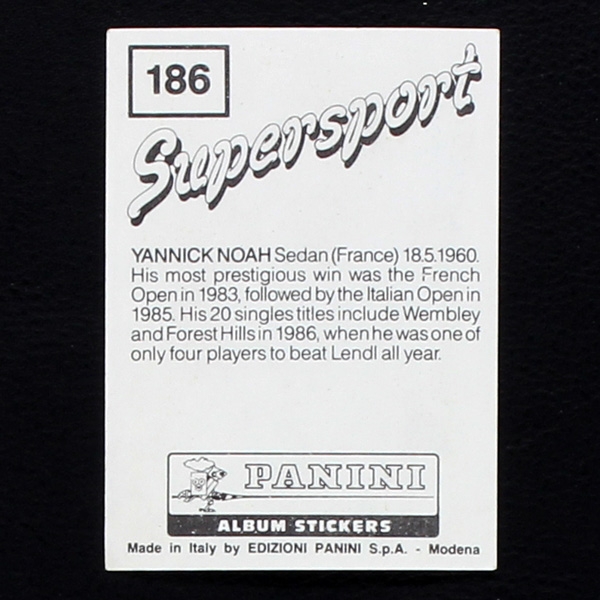 186
Supersport
YANNICK NOAH Sedan (France) 18.5.1960.
His most prestigious win was the French
Open in 1983, followed by the Italian Open in
1985. His 20 singles titles include Wembley
and Forest Hills in 1986, when he was one of
only four players to beat Lendl all year.
PANINI
ALBUM STICKERS
Made in Italy by EDIZIONI PANINI S.p.A. - Modena